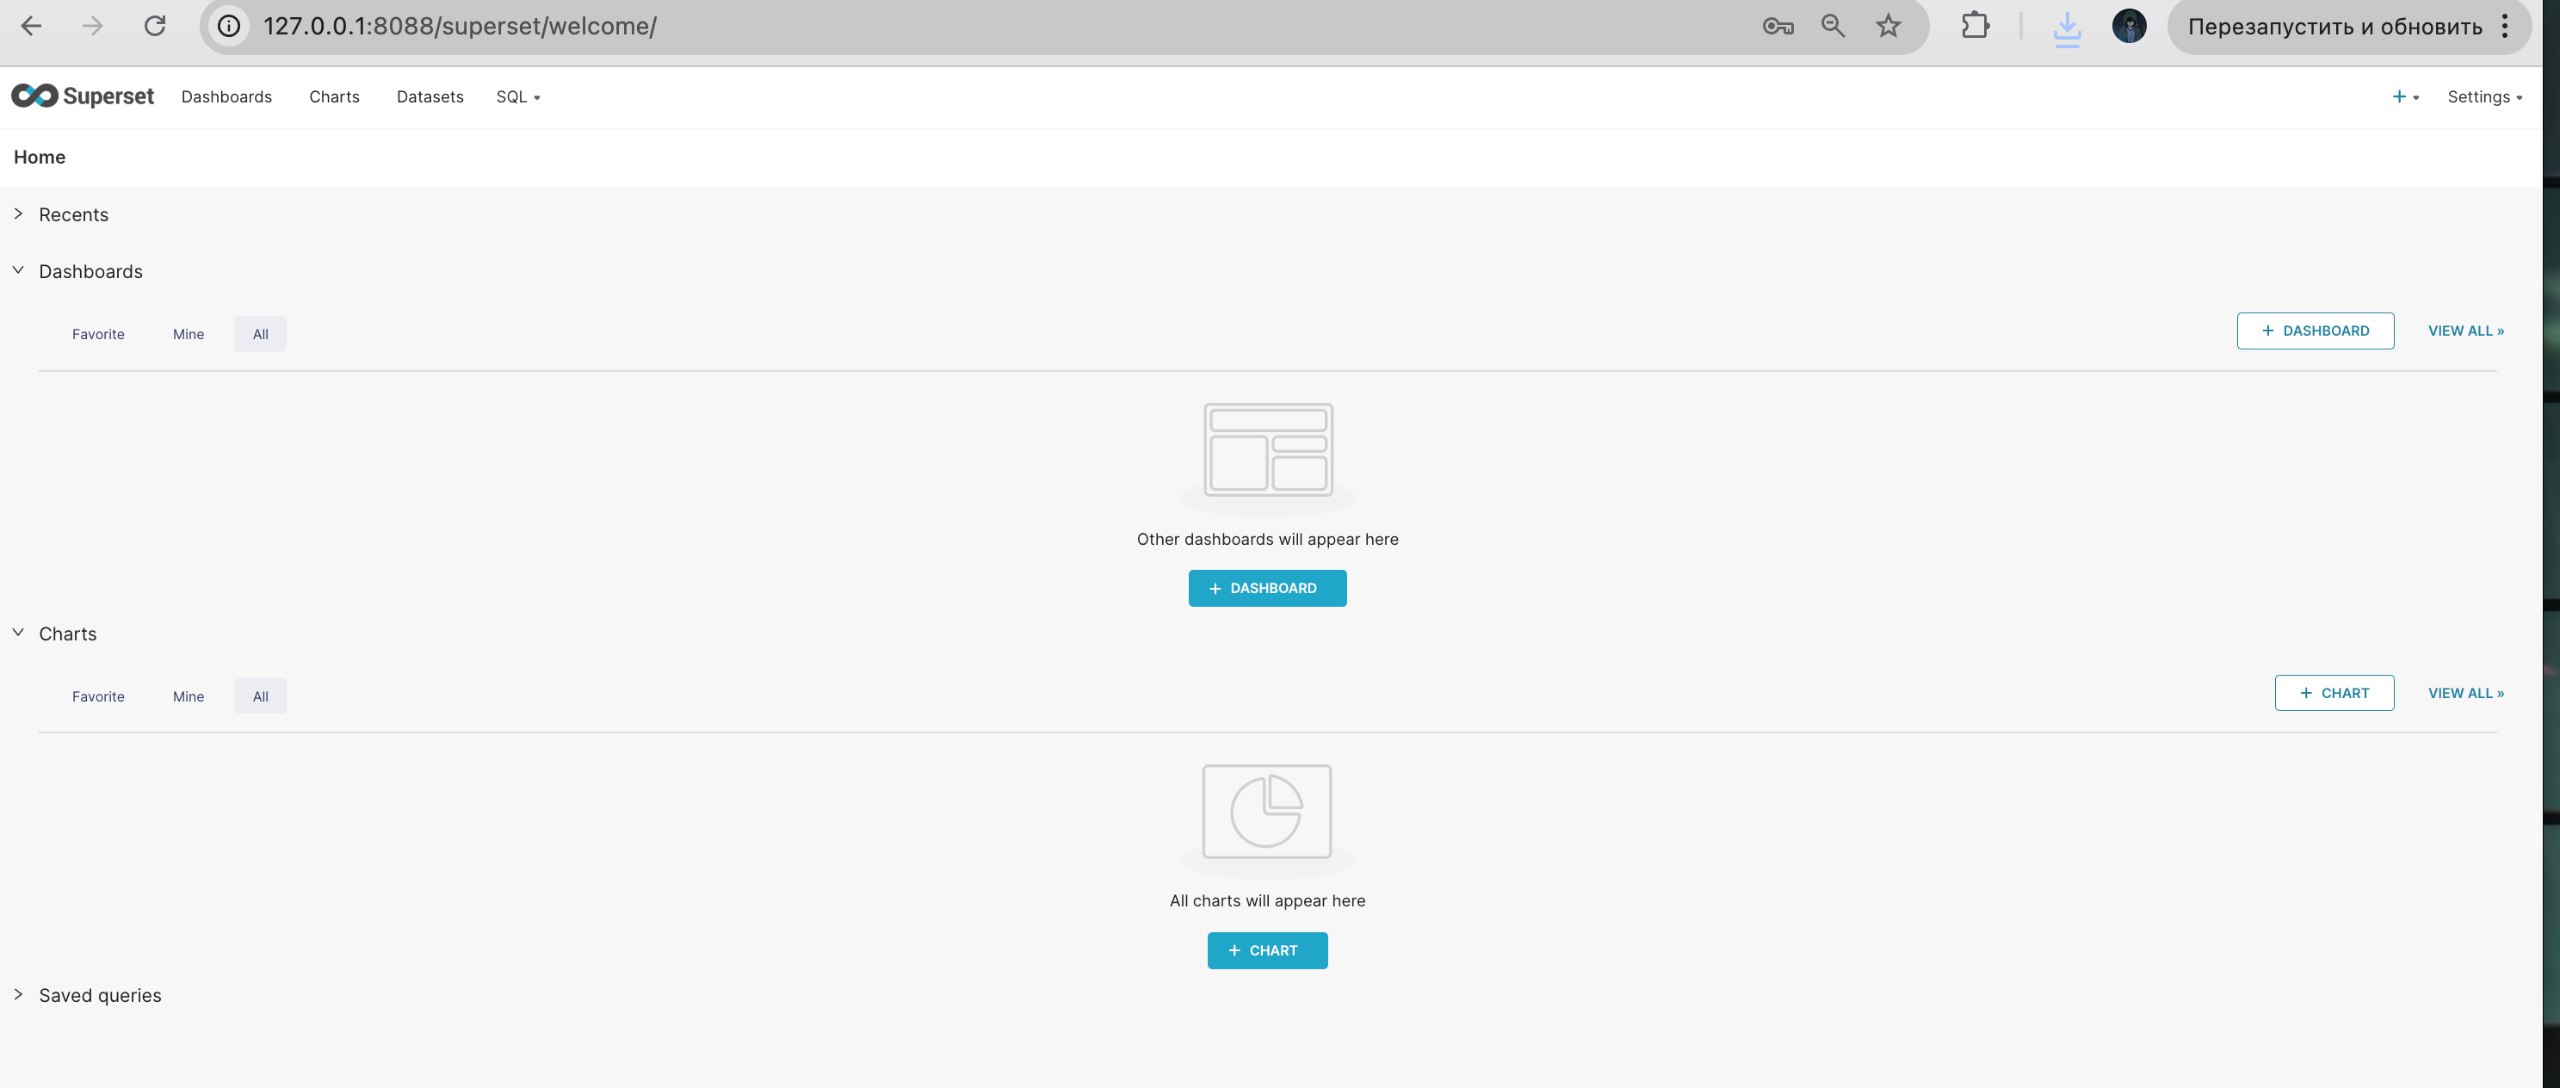 127.0.0.1:8088/superset/welcome/ Перезапустить и обновить
Superset Dashboards Charts Datasets SQL + Settings
Home
Recents
Dashboards
Favorite Mine All + DASHBOARD VIEW ALL »
Other dashboards will appear here
+ DASHBOARD
Charts
Favorite Mine All + CHART VIEW ALL »
All charts will appear here
+ CHART
Saved queries